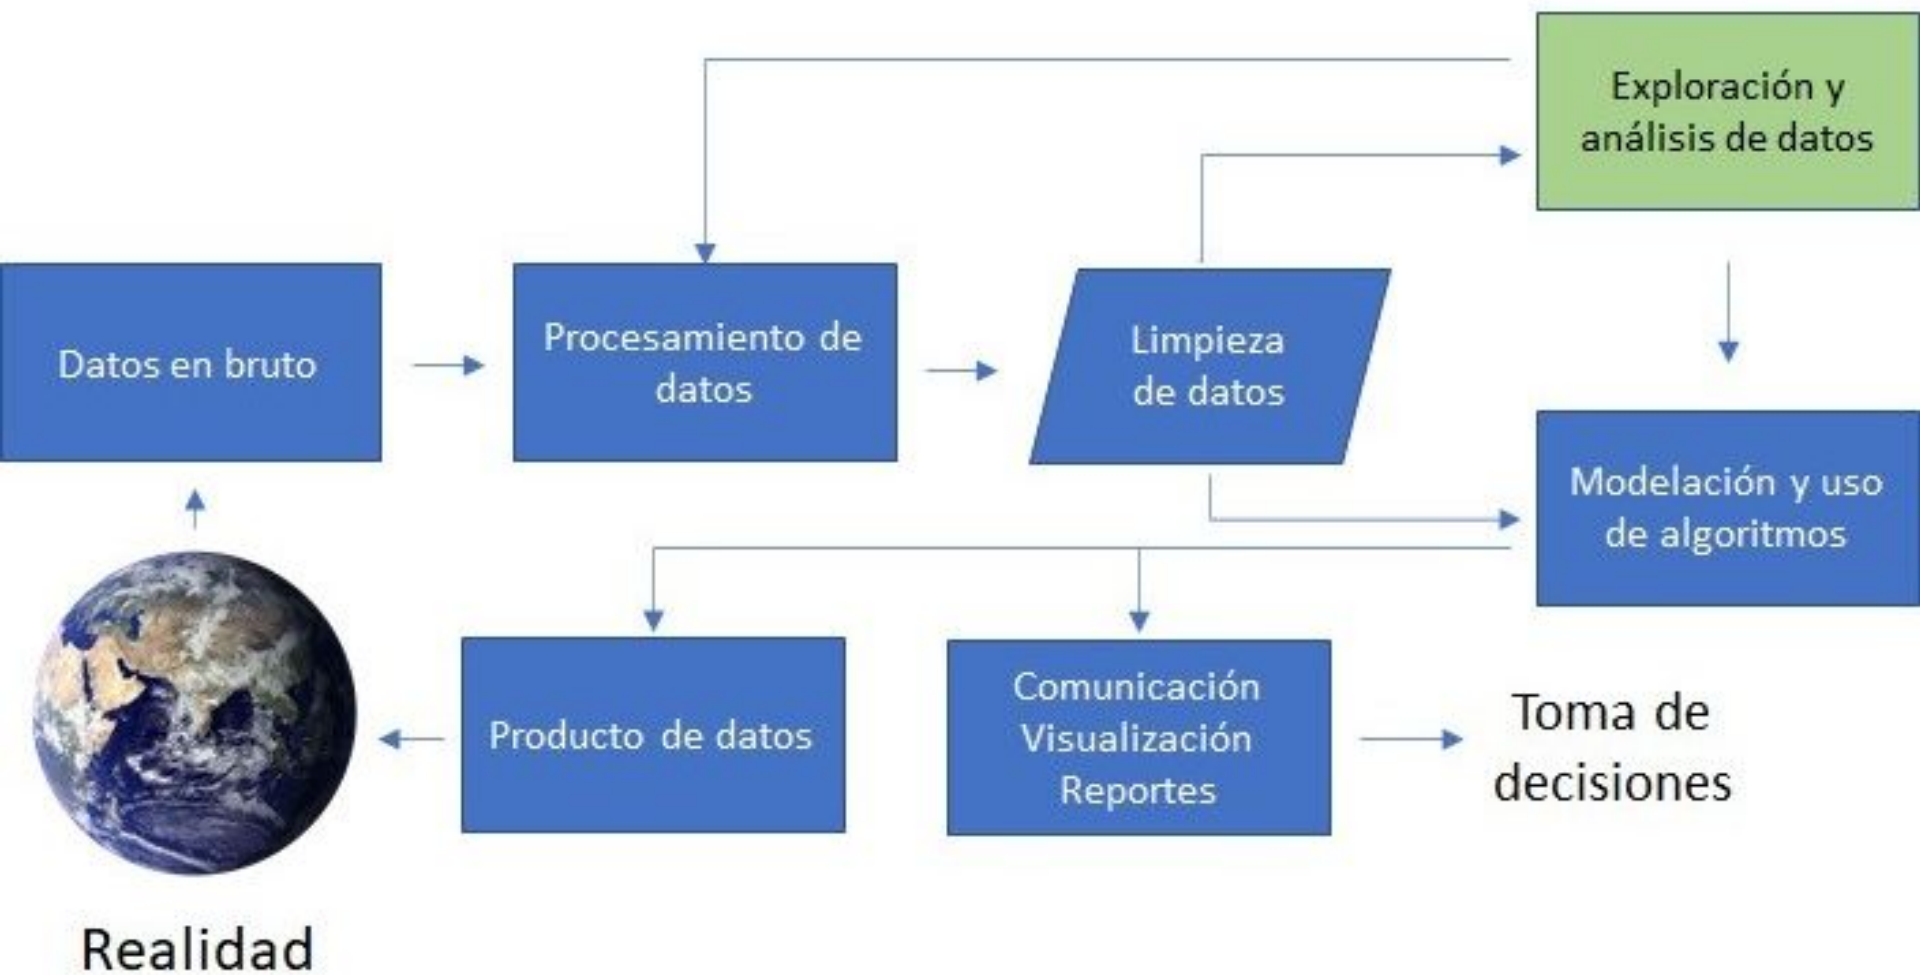 Exploración y
análisis de datos
Datos en bruto
Procesamiento de
datos
Limpieza
de datos
Modelación y uso
de algoritmos
Producto de datos
Comunicación
Visualización
Reportes
Toma de
decisiones
Realidad